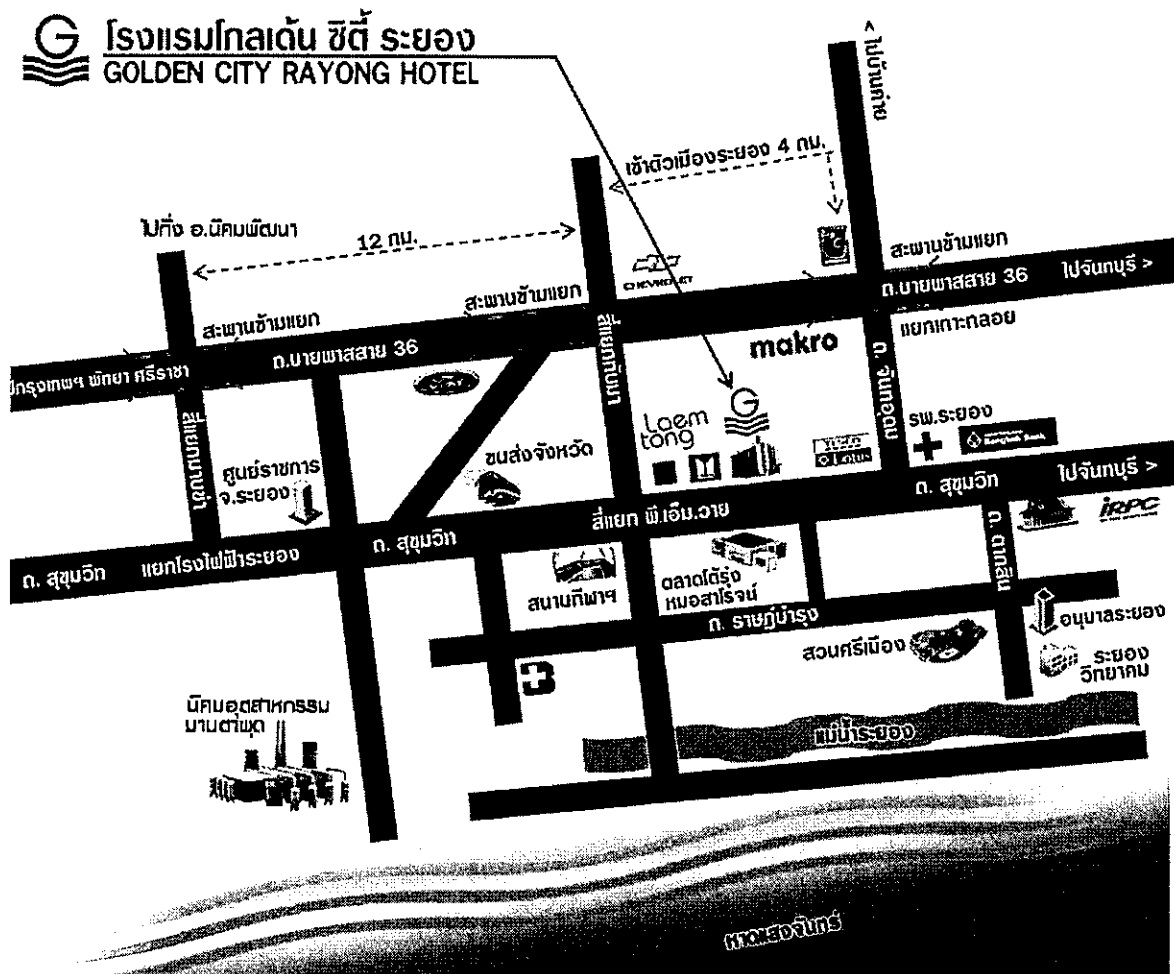 โรงแรมโกลเด้น ซิตี้ ระยอง
GOLDEN CITY RAYONG HOTEL
< ไปบ้านค่าย
เข้าตัวเมืองระยอง 4 กม.
ไปกิ่ง อ.นิคมพัฒนา
12 กม.
สะพานข้ามแยก
CHEVROLET
สะพานข้ามแยก
ถ.บายพาสสาย 36
ไปจันทบุรี >
สะพานข้ามแยก
ถ.บายพาสสาย 36
แยกเกาะกลอย
makro
กรุงเทพฯ พัทยา ศรีราชา
สี่แยกทับมา
ถ. จันทอุดม
Ford
สี่แยกมาบข่า
Laem
tong
G
รพ.ระยอง
Bangkok Bank
ศูนย์ราชการ
จ.ระยอง
ขนส่งจังหวัด
Lotus
ถ. สุขุมวิท
ไปจันทบุรี >
สี่แยก พี.เอ็ม.วาย
ถ. สุขุมวิท
IRPC
ถ. ตากสิน
ถ. สุขุมวิท
แยกโรงไฟฟ้าระยอง
สนามกีฬาฯ
ตลาดโต้รุ่ง
หมอสาโรจน์
ถ. ราษฎร์บำรุง
อนุบาลระยอง
สวนศรีเมือง
ระยอง
วิทยาคม
นิคมอุตสาหกรรม
มาบตาพุด
แม่น้ำระยอง
หาดแสงจันทร์